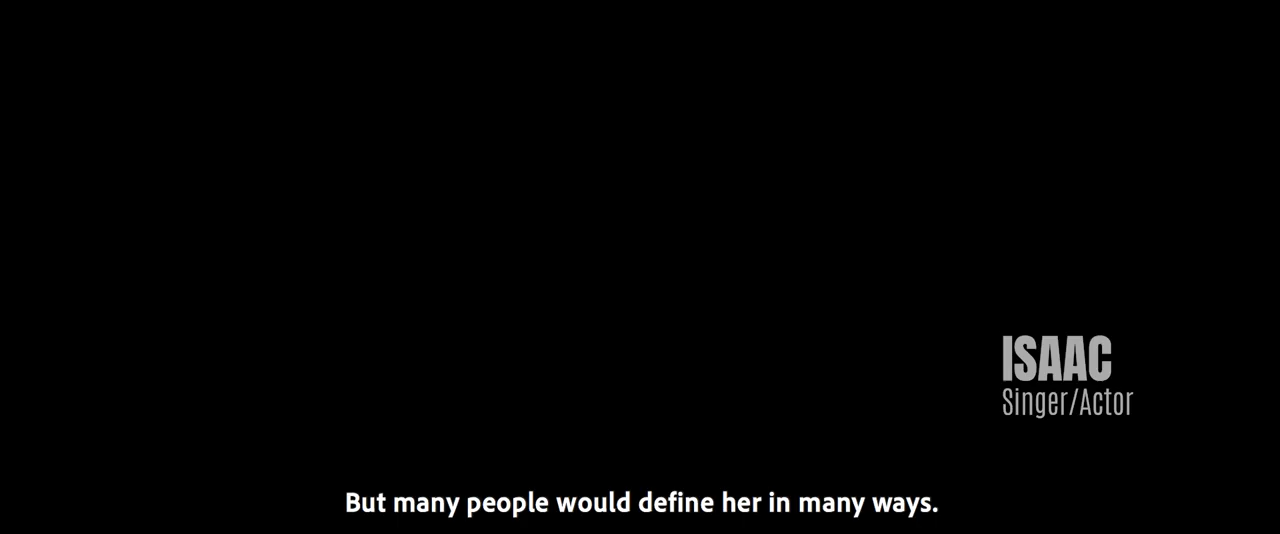 ISAAC
Singer/Actor
But many people would define her in many ways.